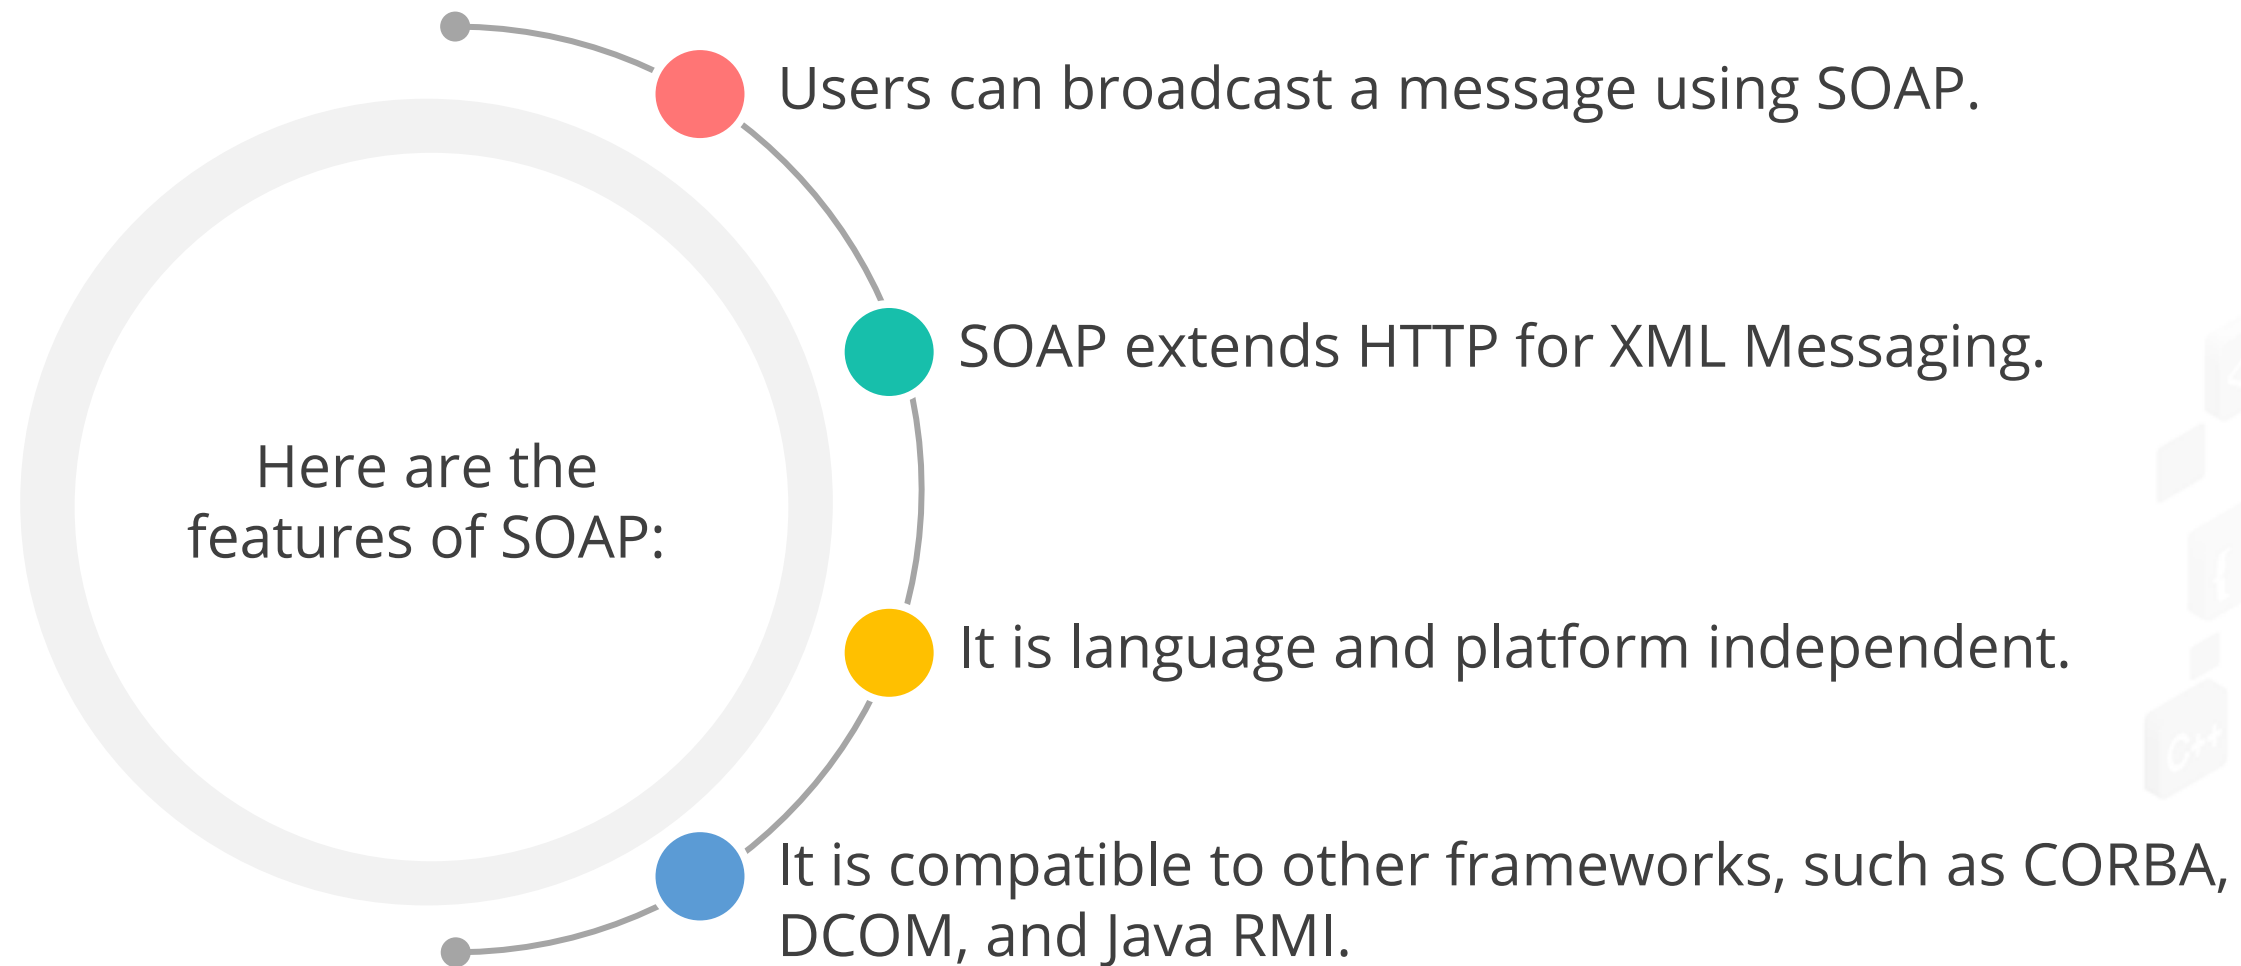 Users can broadcast a message using SOAP.
SOAP extends HTTP for XML Messaging.
Here are the
features of SOAP:
It is language and platform independent.
C++
It is compatible to other frameworks, such as CORBA,
DCOM, and Java RMI.